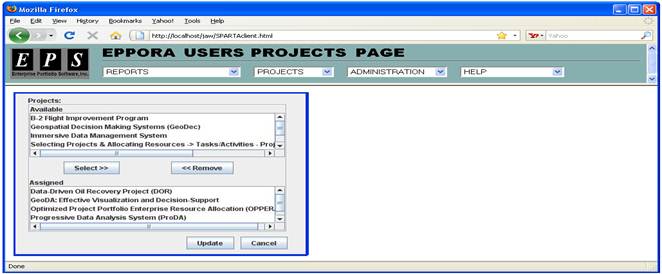 Mozilla Firefox
File Edit View History Bookmarks Yahoo! Tools Help
http://localhost/jaw/SPARTAclient.html
Yahoo
EPS
Enterprise Portfolio Software, Inc.
EPPORA USERS PROJECTS PAGE
REPORTS PROJECTS ADMINISTRATION HELP
Projects:
Available
B-2 Flight Improvement Program
Geospatial Decision Making Systems (GeoDec)
Immersive Data Management System
Selecting Projects & Allocating Resources -> Tasks/Activities - Proj
Select >> << Remove
Assigned
Data-Driven Oil Recovery Project (DOR)
GeoDA: Effective Visualization and Decision-Support
Optimized Project Portfolio Enterprise Resource Allocation (OPPER
Progressive Data Analysis System (ProDA)
Update Cancel
Done